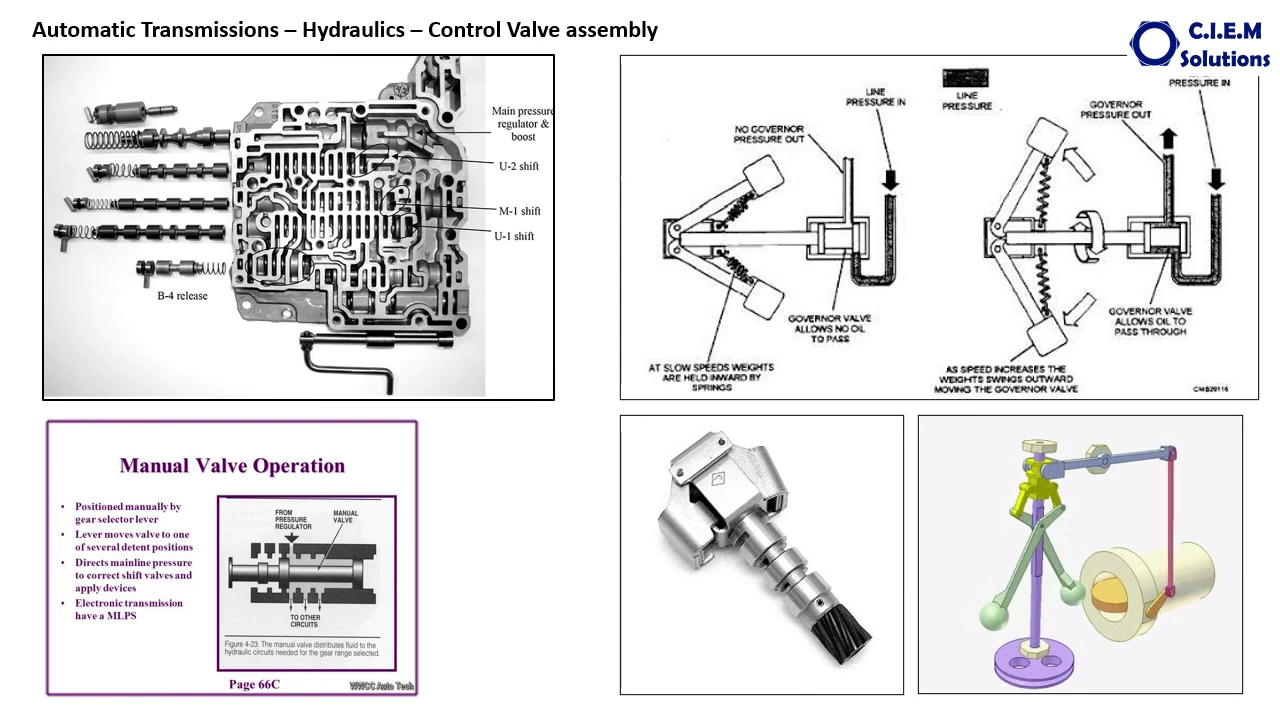 Automatic Transmissions – Hydraulics – Control Valve assembly
C.I.E.M
Solutions
Main pressure
regulator &
boost
U-2 shift
M-1 shift
U-1 shift
B-4 release
LINE
PRESSURE IN
LINE
PRESSURE
PRESSURE IN
GOVERNOR
PRESSURE OUT
NO GOVERNOR
PRESSURE OUT
GOVERNOR VALVE
ALLOWS NO OIL
TO PASS
GOVERNOR VALVE
ALLOWS OIL TO
PASS THROUGH
AT SLOW SPEEDS WEIGHTS
ARE HELD INWARD BY
SPRINGS
AS SPEED INCREASES THE
WEIGHTS SWINGS OUTWARD
MOVING THE GOVERNOR VALVE
CMB20116
Manual Valve Operation
• Positioned manually by
gear selector lever
• Lever moves valve to one
of several detent positions
• Directs mainline pressure
to correct shift valves and
apply devices
• Electronic transmission
have a MLPS
FROM
PRESSURE
REGULATOR
MANUAL
VALVE
TO OTHER
CIRCUITS
Figure 4-23. The manual valve distributes fluid to the
hydraulic circuits needed for the gear range selected.
Page 66C
WWCC Auto Tech